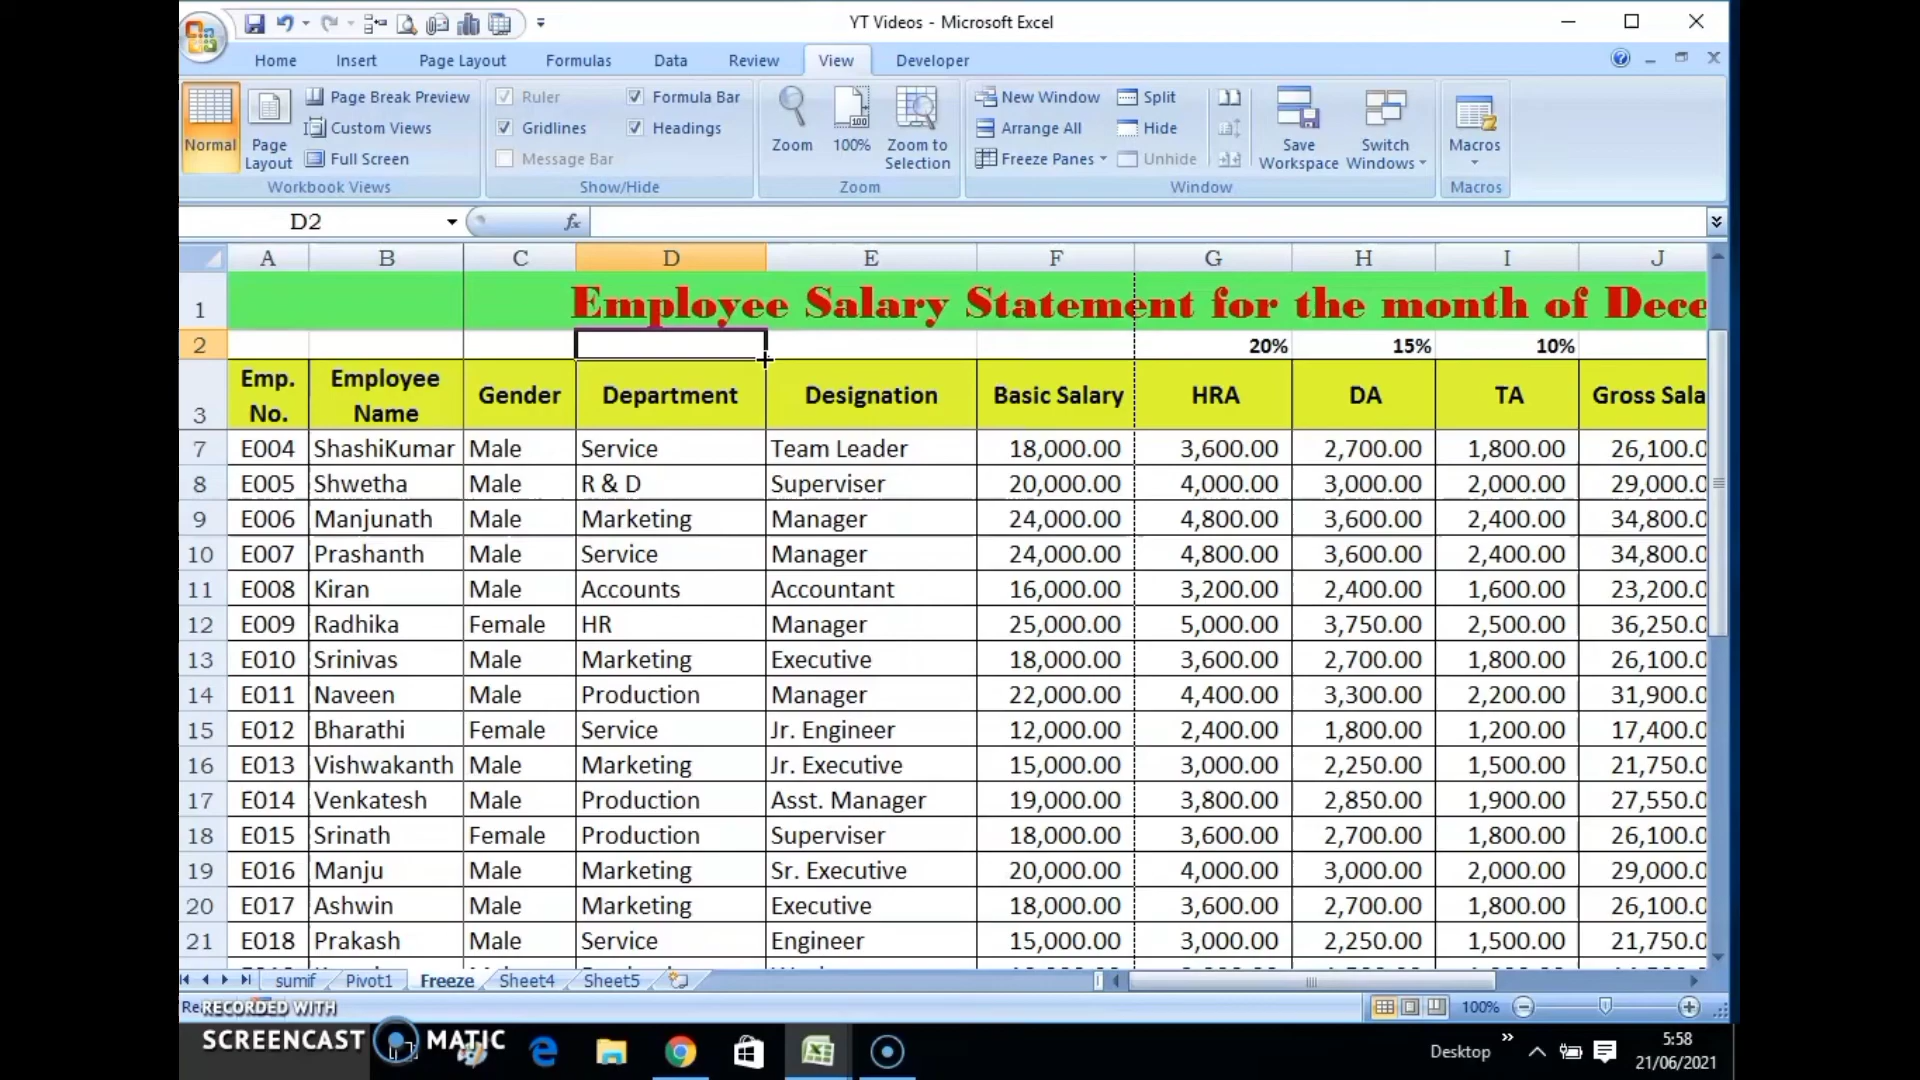 YT Videos - Microsoft Excel
Home Insert Page Layout Formulas Data Review View Developer
Normal
Page Layout
Page Break Preview
Custom Views
Full Screen
Workbook Views
Ruler
Gridlines
Message Bar
Formula Bar
Headings
Show/Hide
Zoom
100
100%
Zoom to Selection
Zoom
New Window
Arrange All
Freeze Panes
Split
Hide
Unhide
Save Workspace
Switch Windows
Window
Macros
Macros
D2 fx
A B C D E F G H I J
1 Employee Salary Statement for the month of Dece
2 20% 15% 10%
3 Emp. No. Employee Name Gender Department Designation Basic Salary HRA DA TA Gross Sala
7 E004 ShashiKumar Male Service Team Leader 18,000.00 3,600.00 2,700.00 1,800.00 26,100.0
8 E005 Shwetha Male R & D Superviser 20,000.00 4,000.00 3,000.00 2,000.00 29,000.0
9 E006 Manjunath Male Marketing Manager 24,000.00 4,800.00 3,600.00 2,400.00 34,800.0
10 E007 Prashanth Male Service Manager 24,000.00 4,800.00 3,600.00 2,400.00 34,800.0
11 E008 Kiran Male Accounts Accountant 16,000.00 3,200.00 2,400.00 1,600.00 23,200.0
12 E009 Radhika Female HR Manager 25,000.00 5,000.00 3,750.00 2,500.00 36,250.0
13 E010 Srinivas Male Marketing Executive 18,000.00 3,600.00 2,700.00 1,800.00 26,100.0
14 E011 Naveen Male Production Manager 22,000.00 4,400.00 3,300.00 2,200.00 31,900.0
15 E012 Bharathi Female Service Jr. Engineer 12,000.00 2,400.00 1,800.00 1,200.00 17,400.0
16 E013 Vishwakanth Male Marketing Jr. Executive 15,000.00 3,000.00 2,250.00 1,500.00 21,750.0
17 E014 Venkatesh Male Production Asst. Manager 19,000.00 3,800.00 2,850.00 1,900.00 27,550.0
18 E015 Srinath Female Production Superviser 18,000.00 3,600.00 2,700.00 1,800.00 26,100.0
19 E016 Manju Male Marketing Sr. Executive 20,000.00 4,000.00 3,000.00 2,000.00 29,000.0
20 E017 Ashwin Male Marketing Executive 18,000.00 3,600.00 2,700.00 1,800.00 26,100.0
21 E018 Prakash Male Service Engineer 15,000.00 3,000.00 2,250.00 1,500.00 21,750.0
sumif Pivot1 Freeze Sheet4 Sheet5
RECORDED WITH 100%
SCREENCAST MATIC
Desktop
5:58
21/06/2021